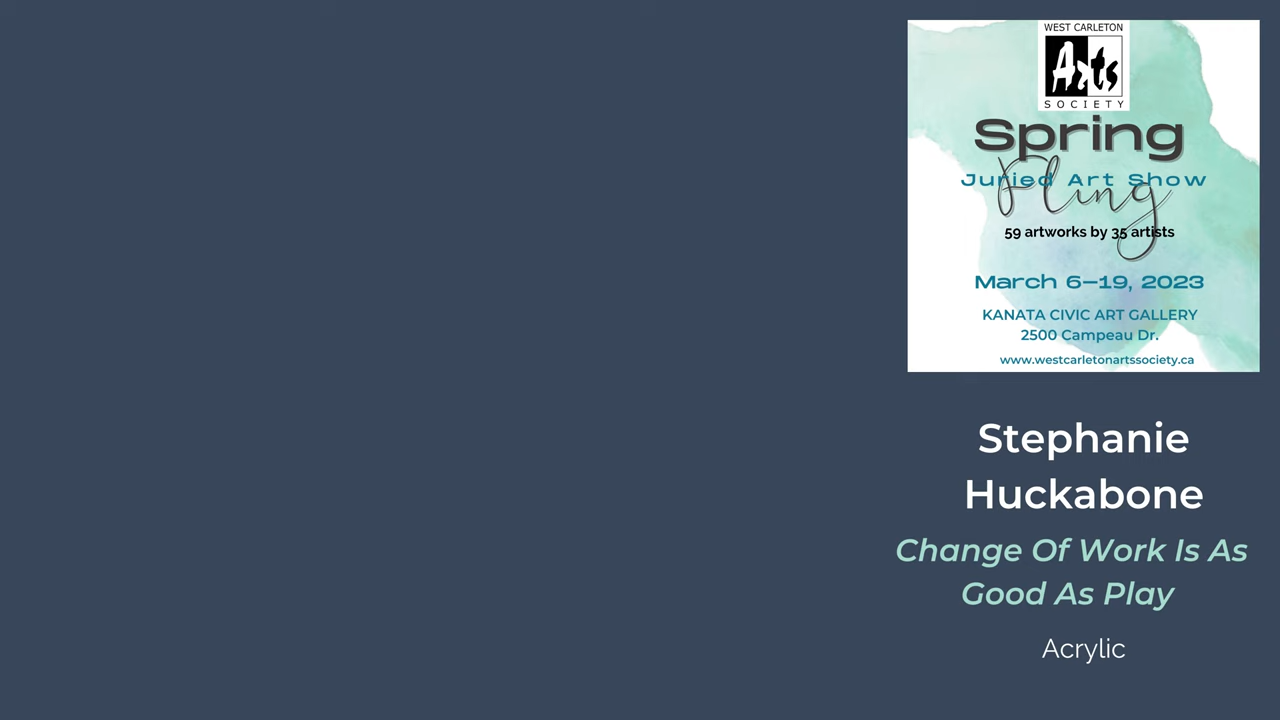 WEST CARLETON
Arts
SOCIETY
Spring
Fling
Juried Art Show
59 artworks by 35 artists
March 6–19, 2023
KANATA CIVIC ART GALLERY
2500 Campeau Dr.
www.westcarletonartssociety.ca
Stephanie
Huckabone
Change Of Work Is As
Good As Play
Acrylic